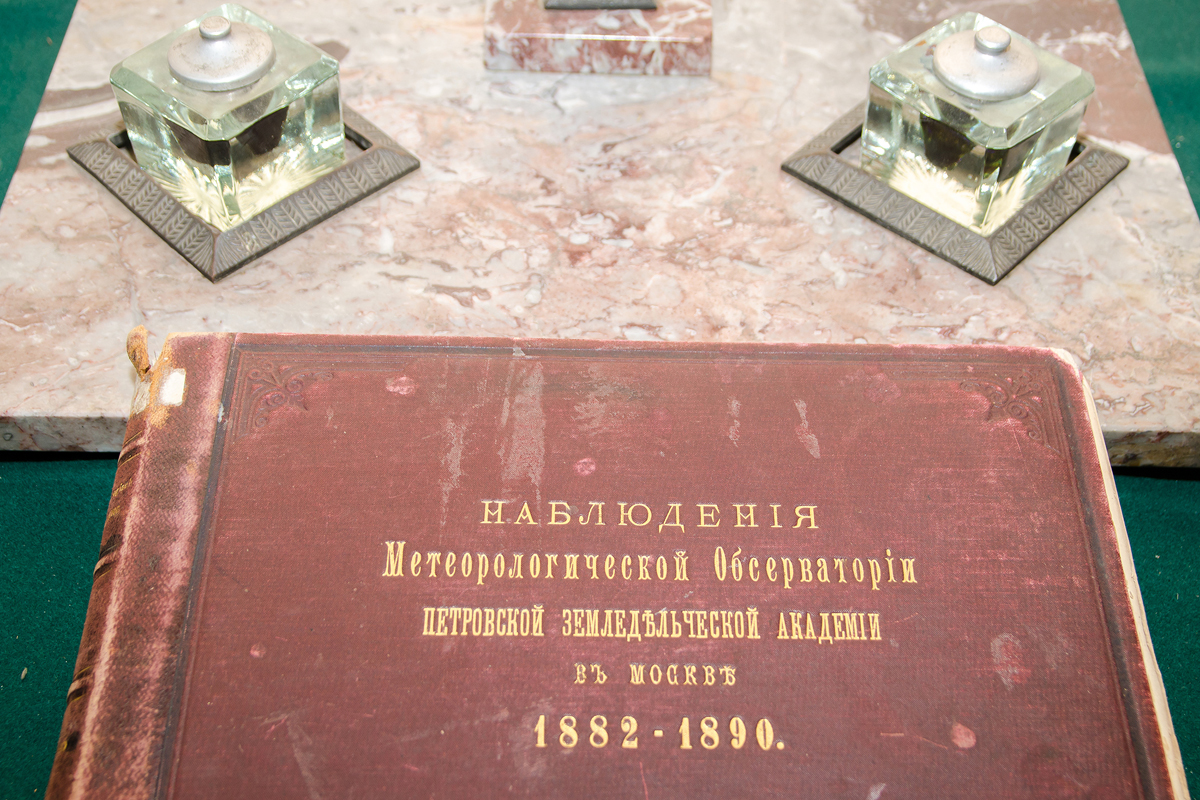 НАБЛЮДЕНІЯ
Метеорологической Обсерваторіи
ПЕТРОВСКОЙ ЗЕМЛЕДѢЛЬЧЕСКОЙ АКАДЕМІИ
ВЪ МОСКВѢ
1882-1890.